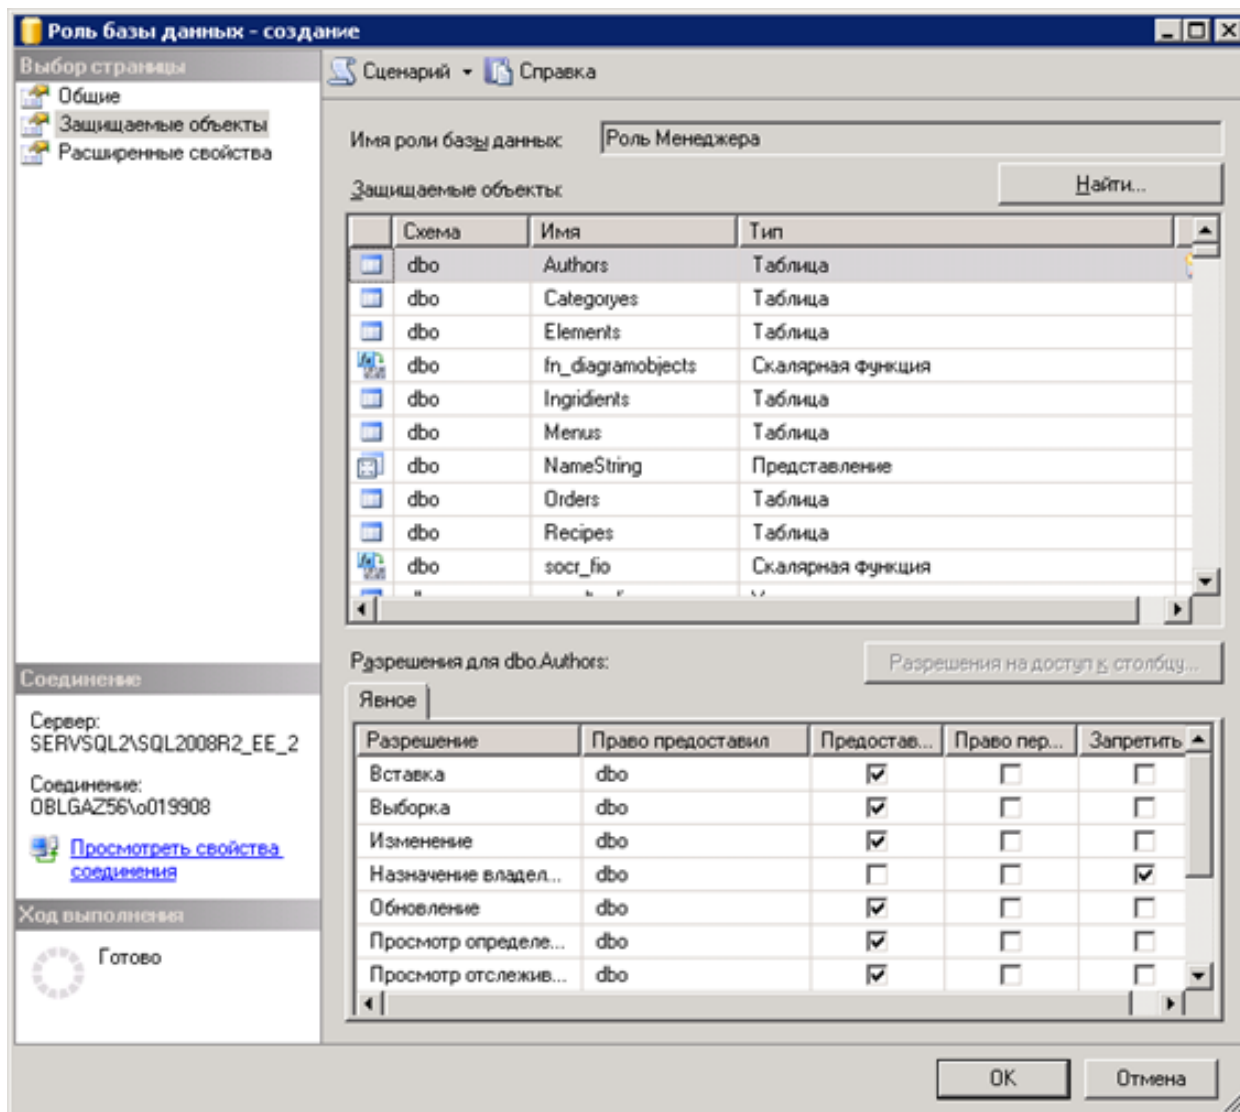 Роль базы данных - создание
Выбор страницы
Общие
Защищаемые объекты
Расширенные свойства
Сценарий
Справка
Имя роли базы данных:
Роль Менеджера
Защищаемые объекты:
Найти...
Схема Имя Тип
dbo Authors Таблица
dbo Categoryes Таблица
dbo Elements Таблица
dbo fn_diagramobjects Скалярная функция
dbo Ingridients Таблица
dbo Menus Таблица
dbo NameString Представление
dbo Orders Таблица
dbo Recipes Таблица
dbo socr_fio Скалярная функция
Разрешения для dbo.Authors:
Разрешения на доступ к столбцу...
Явное
Разрешение Право предоставил Предостав... Право пер... Запретить
Вставка dbo
Выборка dbo
Изменение dbo
Назначение владел... dbo
Обновление dbo
Просмотр определе... dbo
Просмотр отслежив... dbo
Соединение
Сервер:
SERVSQL2\SQL2008R2_EE_2
Соединение:
OBLGAZ56\o019908
Просмотреть свойства
соединения
Ход выполнения
Готово
OK
Отмена